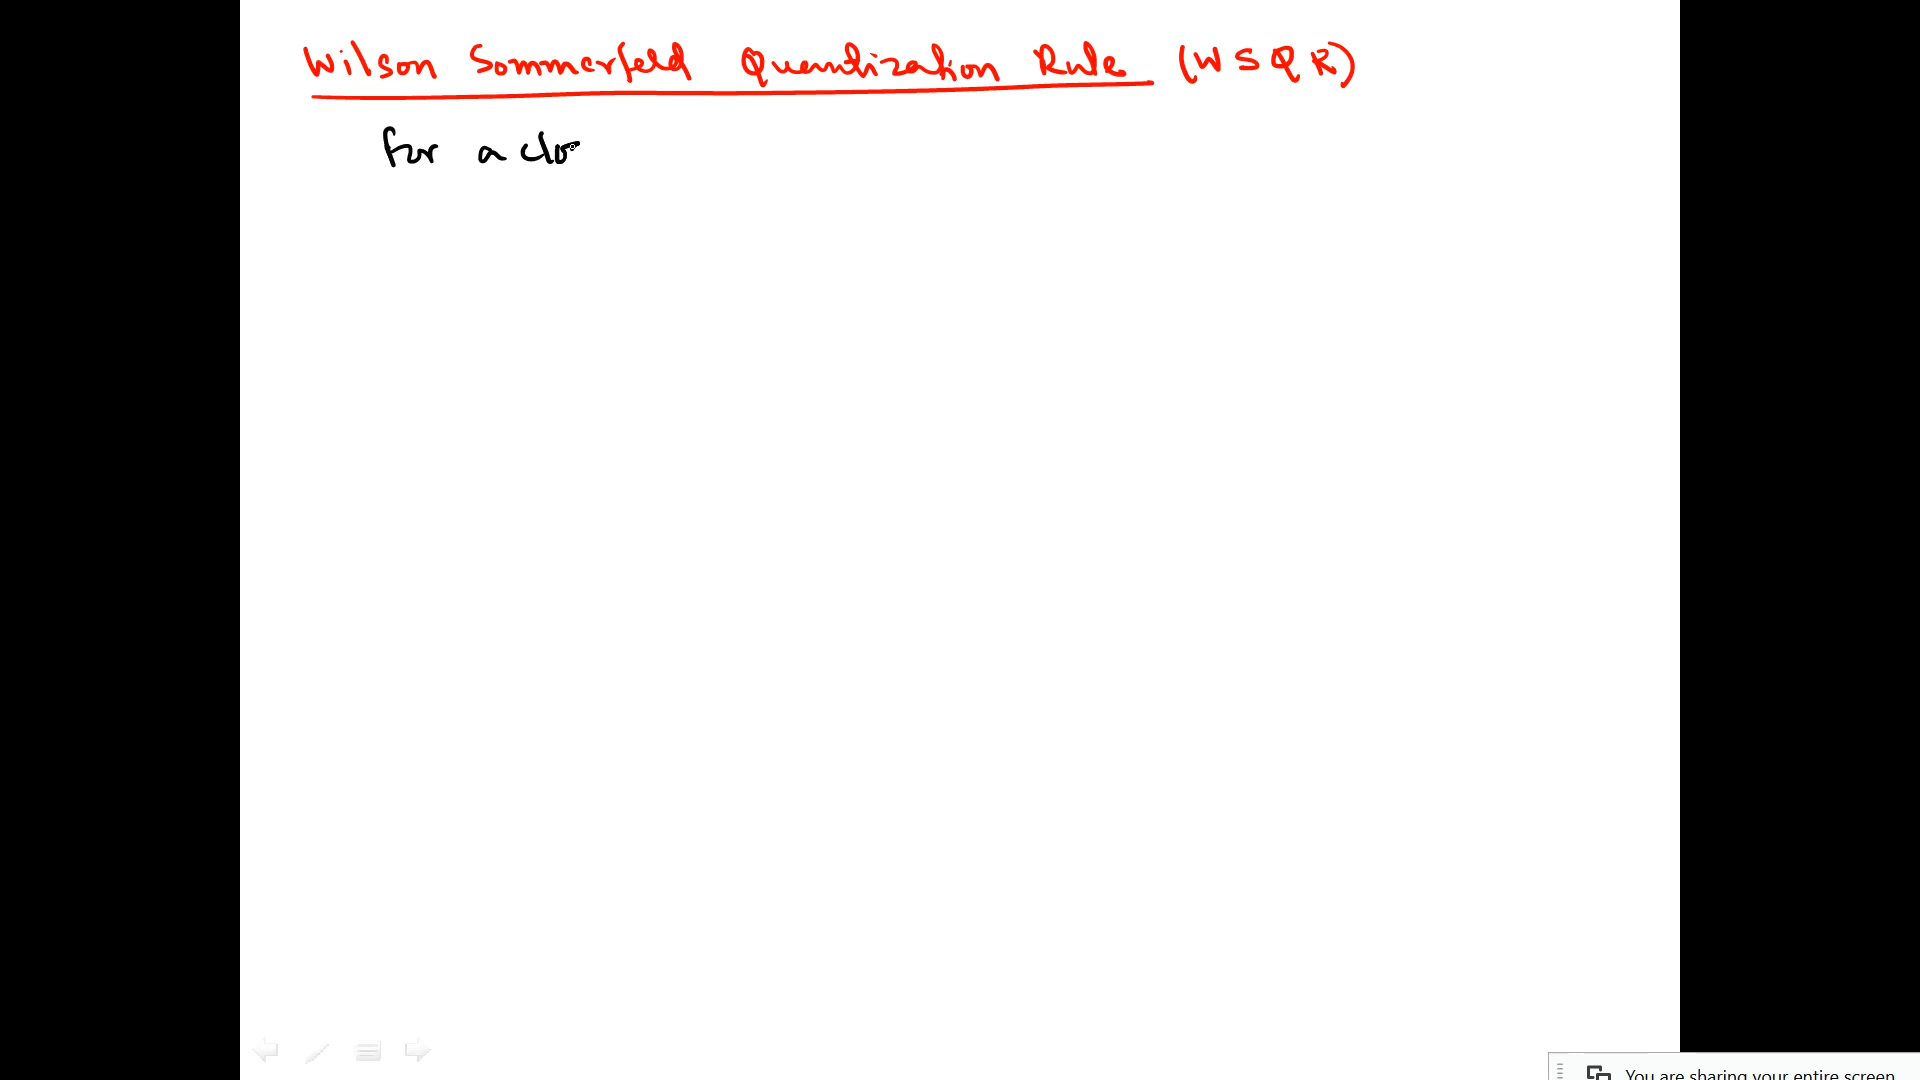 Wilson Sommerfeld Quantization Rule (WSQR)
for a clo
You are sharing your entire screen